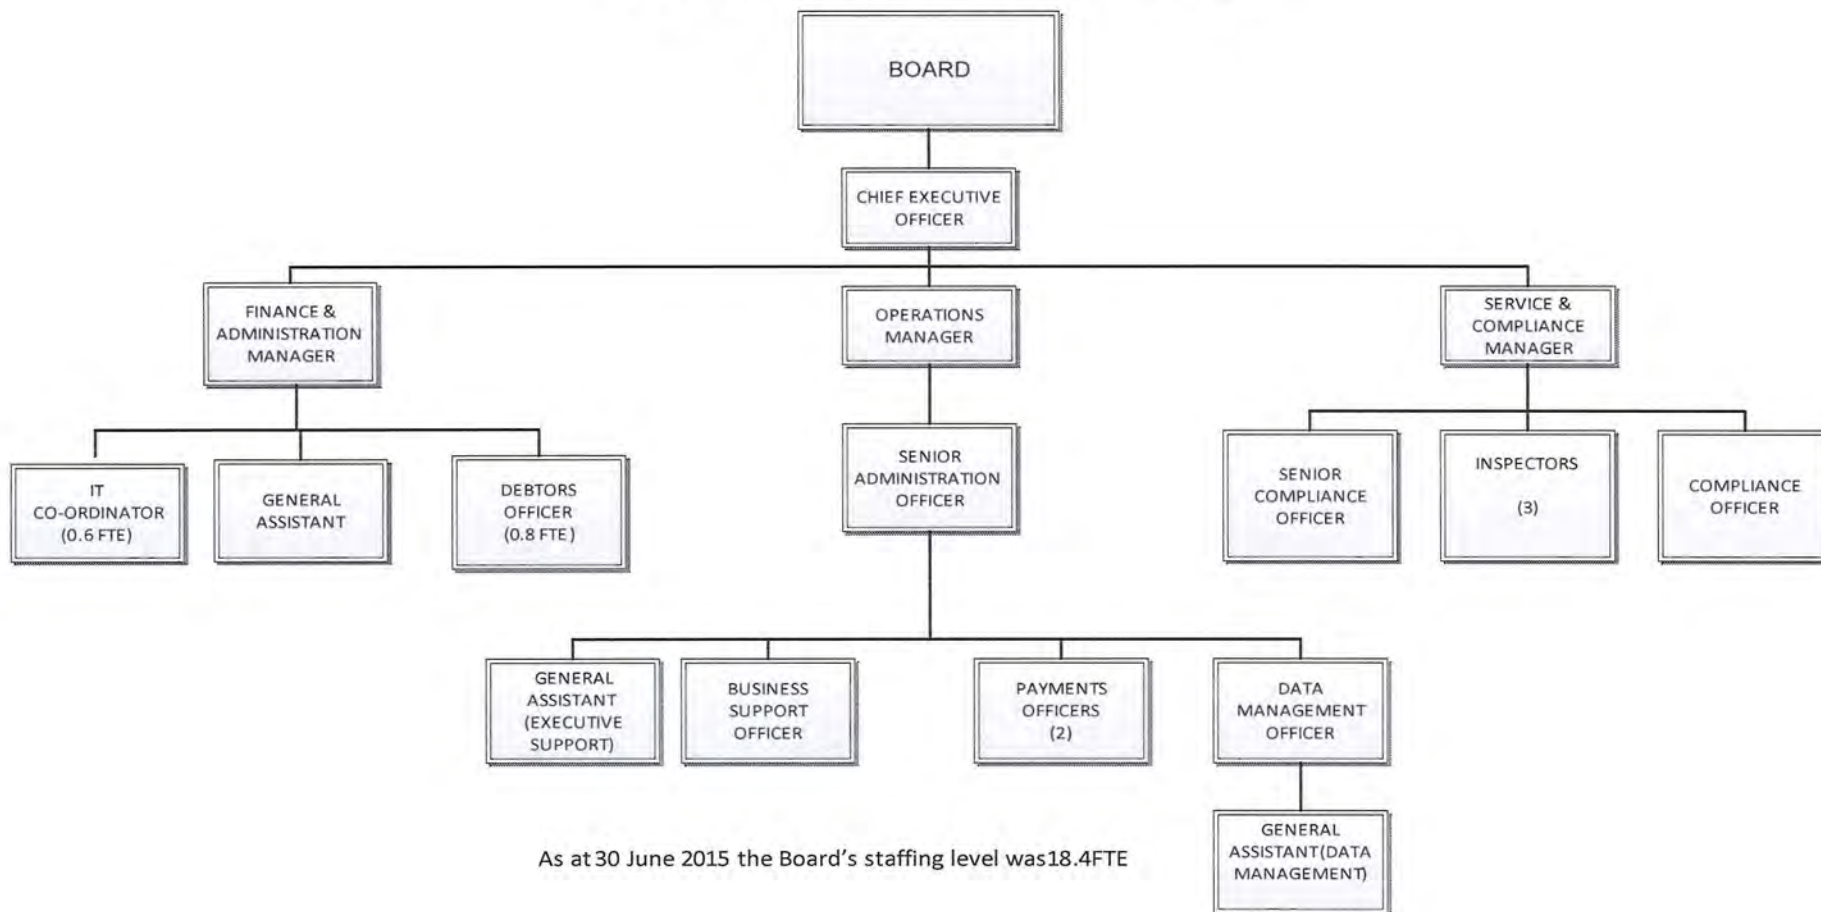 BOARD
CHIEF EXECUTIVE
OFFICER
FINANCE &
ADMINISTRATION
MANAGER
OPERATIONS
MANAGER
SERVICE &
COMPLIANCE
MANAGER
IT
CO-ORDINATOR
(0.6 FTE)
GENERAL
ASSISTANT
DEBTORS
OFFICER
(0.8 FTE)
SENIOR
ADMINISTRATION
OFFICER
SENIOR
COMPLIANCE
OFFICER
INSPECTORS
(3)
COMPLIANCE
OFFICER
GENERAL
ASSISTANT
(EXECUTIVE
SUPPORT)
BUSINESS
SUPPORT
OFFICER
PAYMENTS
OFFICERS
(2)
DATA
MANAGEMENT
OFFICER
GENERAL
ASSISTANT(DATA
MANAGEMENT)
As at 30 June 2015 the Board's staffing level was18.4FTE